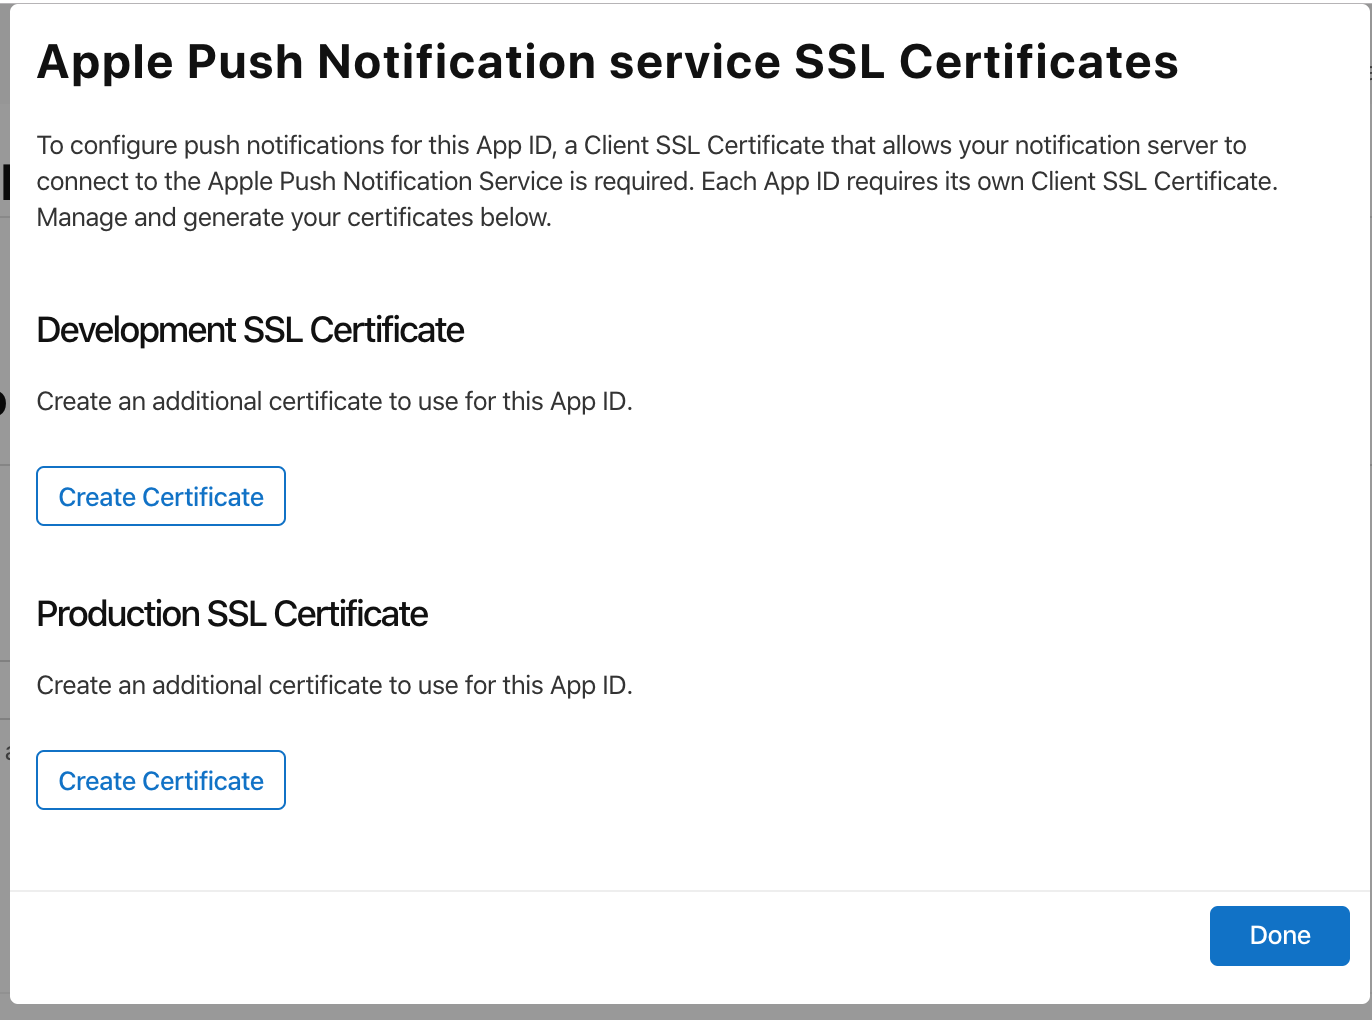 Apple Push Notification service SSL Certificates
To configure push notifications for this App ID, a Client SSL Certificate that allows your notification server to
connect to the Apple Push Notification Service is required. Each App ID requires its own Client SSL Certificate.
Manage and generate your certificates below.
Development SSL Certificate
Create an additional certificate to use for this App ID.
Create Certificate
Production SSL Certificate
Create an additional certificate to use for this App ID.
Create Certificate
Done